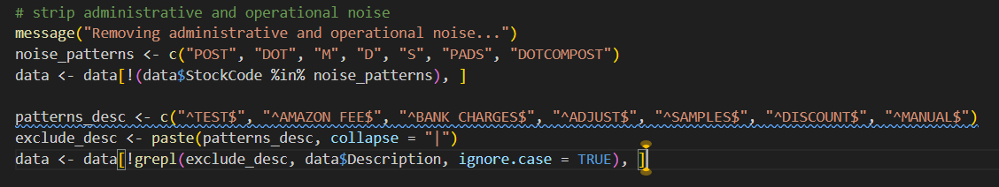 # strip administrative and operational noise
message("Removing administrative and operational noise...")
noise_patterns <- c("POST", "DOT", "M", "D", "S", "PADS", "DOTCOMPOST")
data <- data[!(data$StockCode %in% noise_patterns), ]
patterns_desc <- c("^TEST$", "^AMAZON FEE$", "^BANK CHARGES$", "^ADJUST$", "^SAMPLES$", "^DISCOUNT$", "^MANUAL$")
exclude_desc <- paste(patterns_desc, collapse = "|")
data <- data[!grepl(exclude_desc, data$Description, ignore.case = TRUE), ]